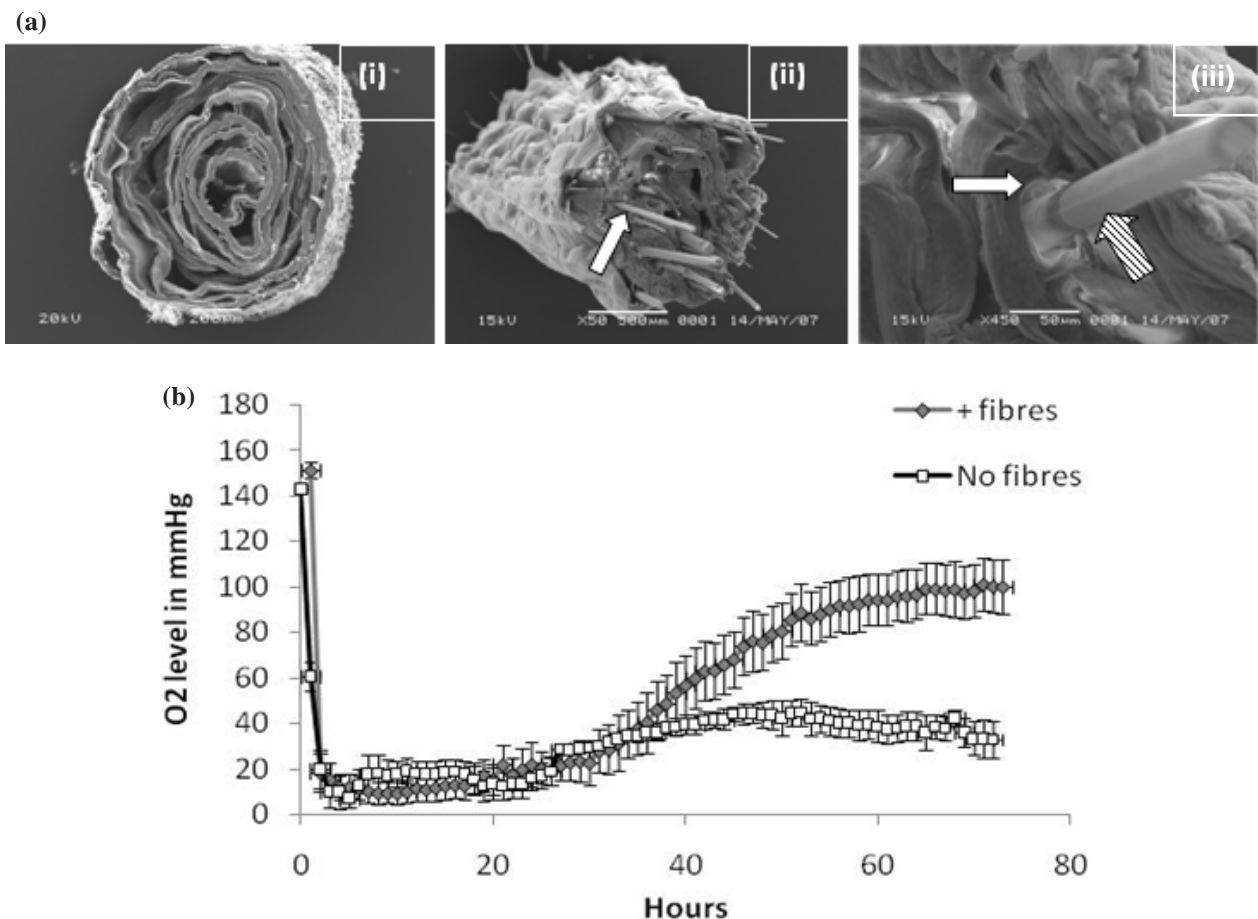 (a)
(i)
20kV 200μm
(ii)
15kV X50 500μm 0001 14/MAY/07
(iii)
15kV X450 50μm 0001 14/MAY/07
(b)
O2 level in mmHg
180
160
140
120
100
80
60
40
20
0
+ fibres
No fibres
0 20 40 60 80
Hours